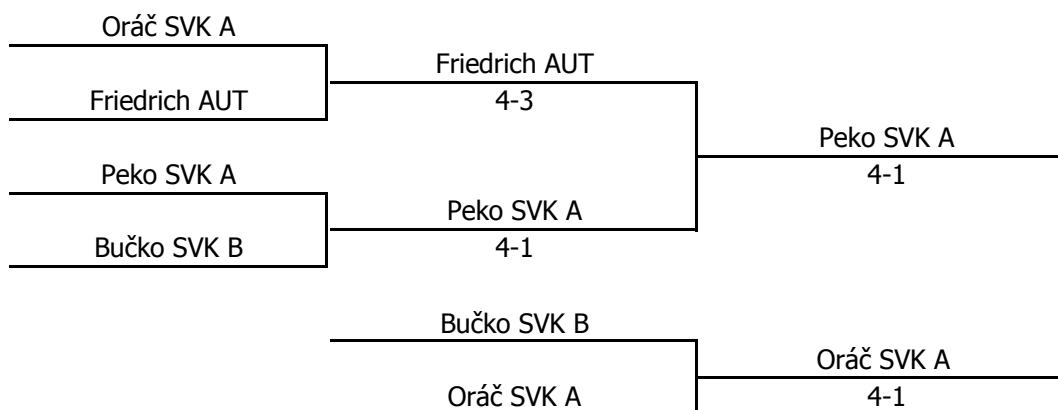 Oráč SVK A
Friedrich AUT
Friedrich AUT
4-3
Peko SVK A
4-1
Peko SVK A
Peko SVK A
4-1
Bučko SVK B
Bučko SVK B
Oráč SVK A
4-1
Oráč SVK A